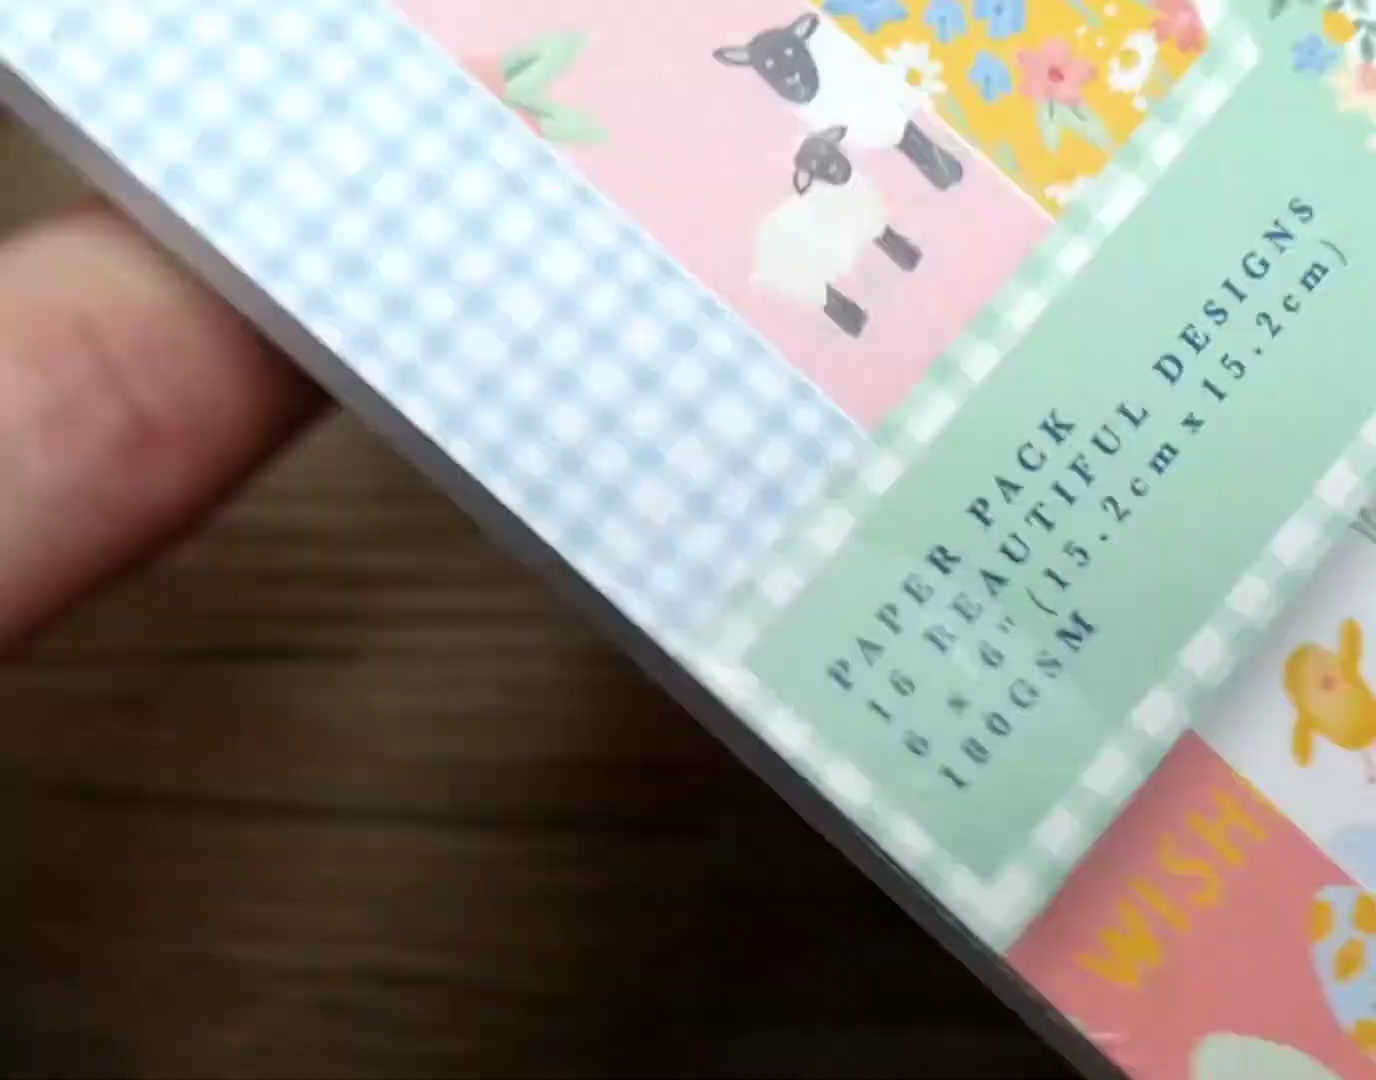 PAPER PACK
16 BEAUTIFUL DESIGNS
6 x 6" (15.2cm x 15.2cm)
180GSM
WISH